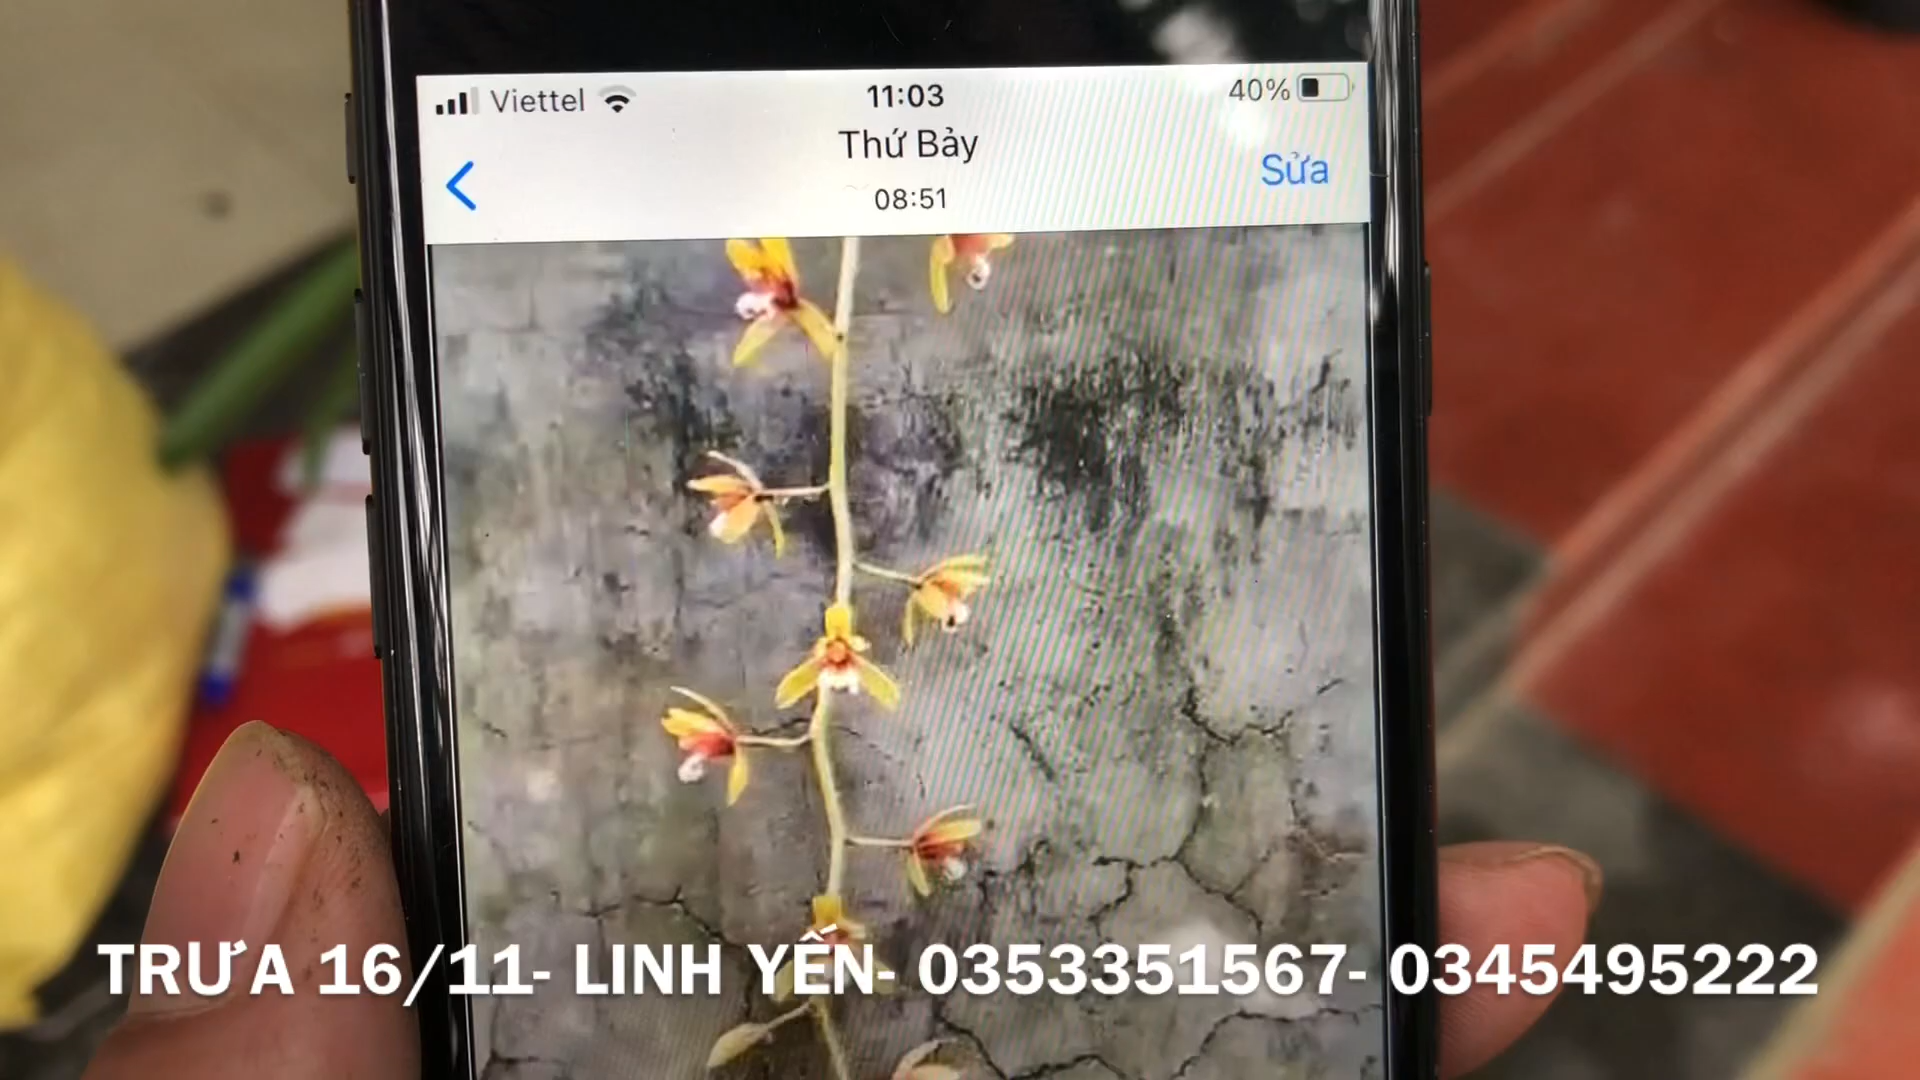 Viettel 11:03 40%
Thứ Bảy
08:51
Sửa
TRƯA 16/11- LINH YẾN- 0353351567- 0345495222